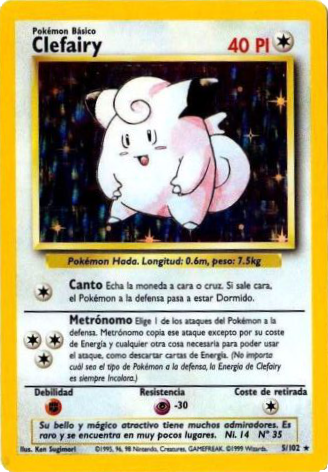 Pokémon Básico
Clefairy
40 PI
Pokémon Hada. Longitud: 0.6m, peso: 7.5kg
Canto Echa la moneda a cara o cruz. Si sale cara,
el Pokémon a la defensa pasa a estar Dormido.
Metrónomo Elige 1 de los ataques del Pokémon a la
defensa. Metrónomo copia ese ataque excepto por su coste
de Energía y cualquier otra cosa necesaria para poder usar
el ataque, como descartar cartas de Energía. (No importa
cuál sea el tipo de Pokémon a la defensa, la Energía de Clefairy
es siempre Incolora.)
Debilidad Resistencia Coste de retirada
-30
Su bello y mágico atractivo tiene muchos admiradores. Es
raro y se encuentra en muy pocos lugares. Ni. 14 N° 35
Ilus. Ken Sugimori ©1995, 96, 98 Nintendo, Creatures, GAMEFREAK. ©1999 Wizards. 5/102